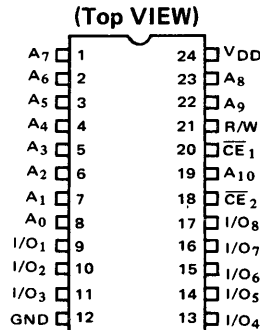 (Top VIEW)
A7 1 24 VDD
A6 2 23 A8
A5 3 22 A9
A4 4 21 R/W
A3 5 20 C̅E̅1
A2 6 19 A10
A1 7 18 C̅E̅2
A0 8 17 I/O8
I/O1 9 16 I/O7
I/O2 10 15 I/O6
I/O3 11 14 I/O5
GND 12 13 I/O4